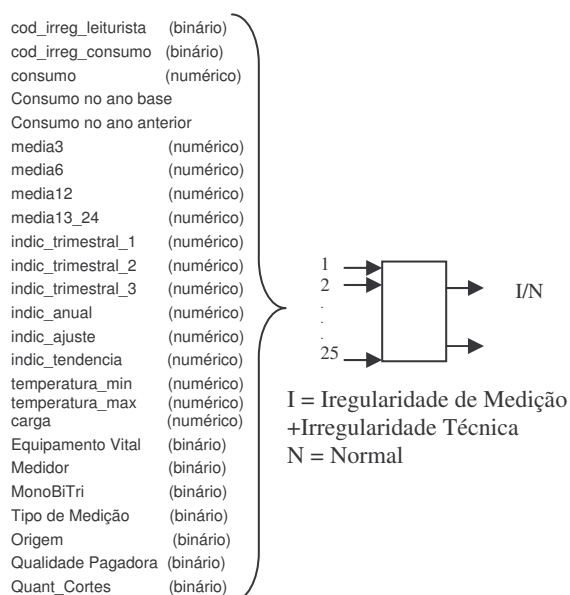 cod_irreg_leiturista (binário)
cod_irreg_consumo (binário)
consumo (numérico)
Consumo no ano base
Consumo no ano anterior
media3 (numérico)
media6 (numérico)
media12 (numérico)
media13_24 (numérico)
indic_trimestral_1 (numérico)
indic_trimestral_2 (numérico)
indic_trimestral_3 (numérico)
indic_anual (numérico)
indic_ajuste (numérico)
indic_tendencia (numérico)
temperatura_min (numérico)
temperatura_max (numérico)
carga (numérico)
Equipamento Vital (binário)
Medidor (binário)
MonoBiTri (binário)
Tipo de Medição (binário)
Origem (binário)
Qualidade Pagadora (binário)
Quant_Cortes (binário)
1
2
.
.
.
25
I/N
I = Iregularidade de Medição
+Irregularidade Técnica
N = Normal